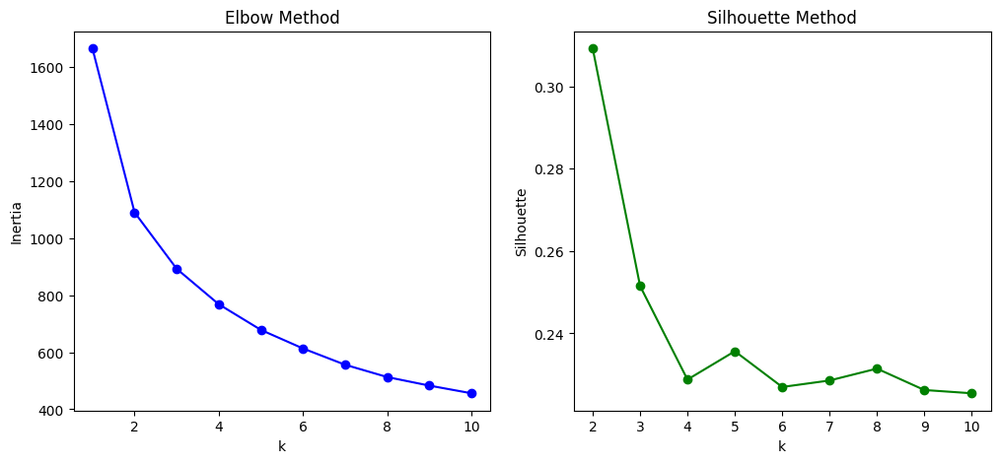 Elbow Method
1600
1400
1200
1000
800
600
400
Inertia
2 4 6 8 10
k
Silhouette Method
0.30
0.28
0.26
0.24
Silhouette
2 3 4 5 6 7 8 9 10
k